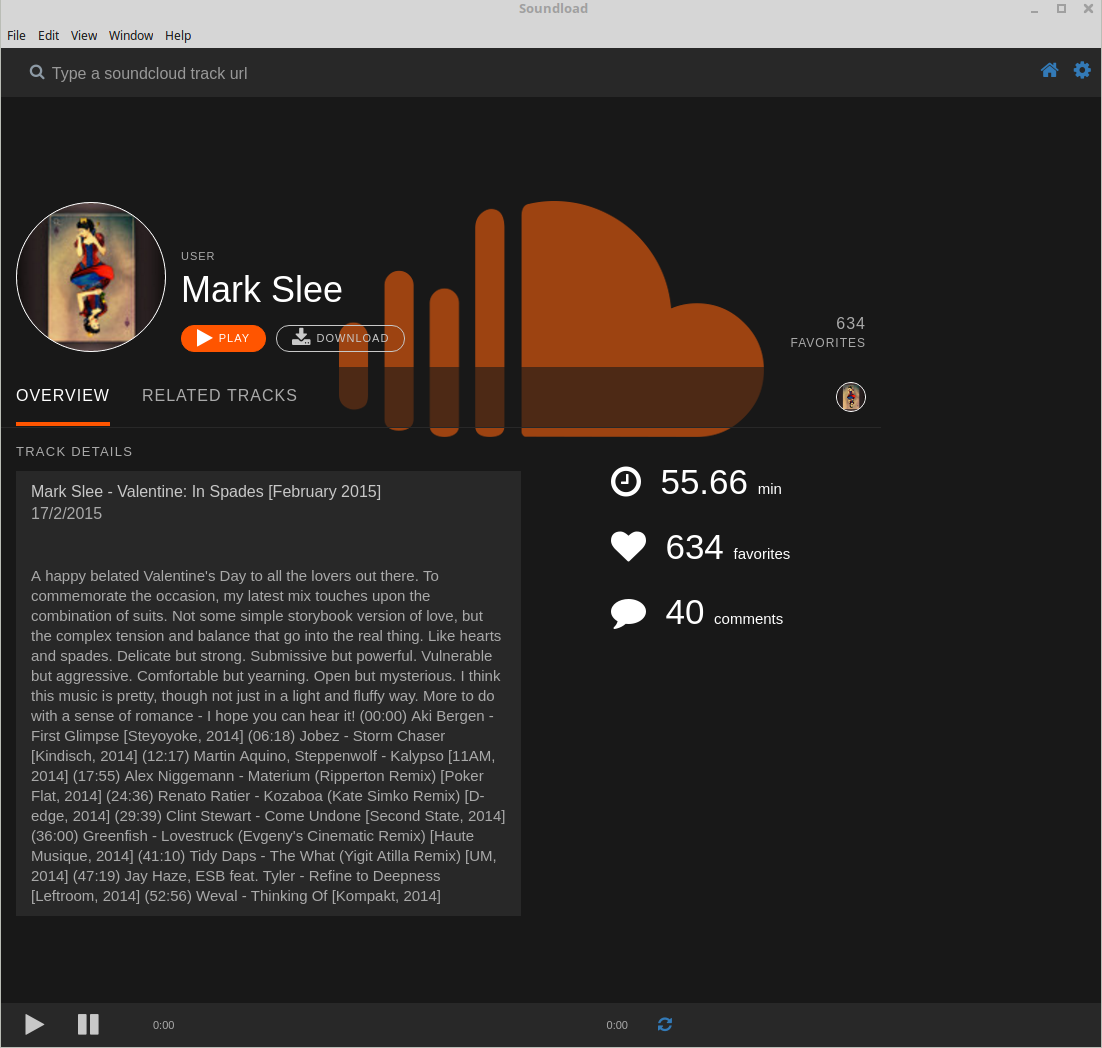 Soundload
File Edit View Window Help
Type a soundcloud track url
USER
Mark Slee
PLAY DOWNLOAD
634
FAVORITES
OVERVIEW RELATED TRACKS
TRACK DETAILS
Mark Slee - Valentine: In Spades [February 2015]
17/2/2015
A happy belated Valentine's Day to all the lovers out there. To
commemorate the occasion, my latest mix touches upon the
combination of suits. Not some simple storybook version of love, but
the complex tension and balance that go into the real thing. Like hearts
and spades. Delicate but strong. Submissive but powerful. Vulnerable
but aggressive. Comfortable but yearning. Open but mysterious. I think
this music is pretty, though not just in a light and fluffy way. More to do
with a sense of romance - I hope you can hear it! (00:00) Aki Bergen -
First Glimpse [Steyoyoke, 2014] (06:18) Jobez - Storm Chaser
[Kindisch, 2014] (12:17) Martin Aquino, Steppenwolf - Kalypso [11AM,
2014] (17:55) Alex Niggemann - Materium (Ripperton Remix) [Poker
Flat, 2014] (24:36) Renato Ratier - Kozaboa (Kate Simko Remix) [D-
edge, 2014] (29:39) Clint Stewart - Come Undone [Second State, 2014]
(36:00) Greenfish - Lovestruck (Evgeny's Cinematic Remix) [Haute
Musique, 2014] (41:10) Tidy Daps - The What (Yigit Atilla Remix) [UM,
2014] (47:19) Jay Haze, ESB feat. Tyler - Refine to Deepness
[Leftroom, 2014] (52:56) Weval - Thinking Of [Kompakt, 2014]
55.66 min
634 favorites
40 comments
0:00 0:00